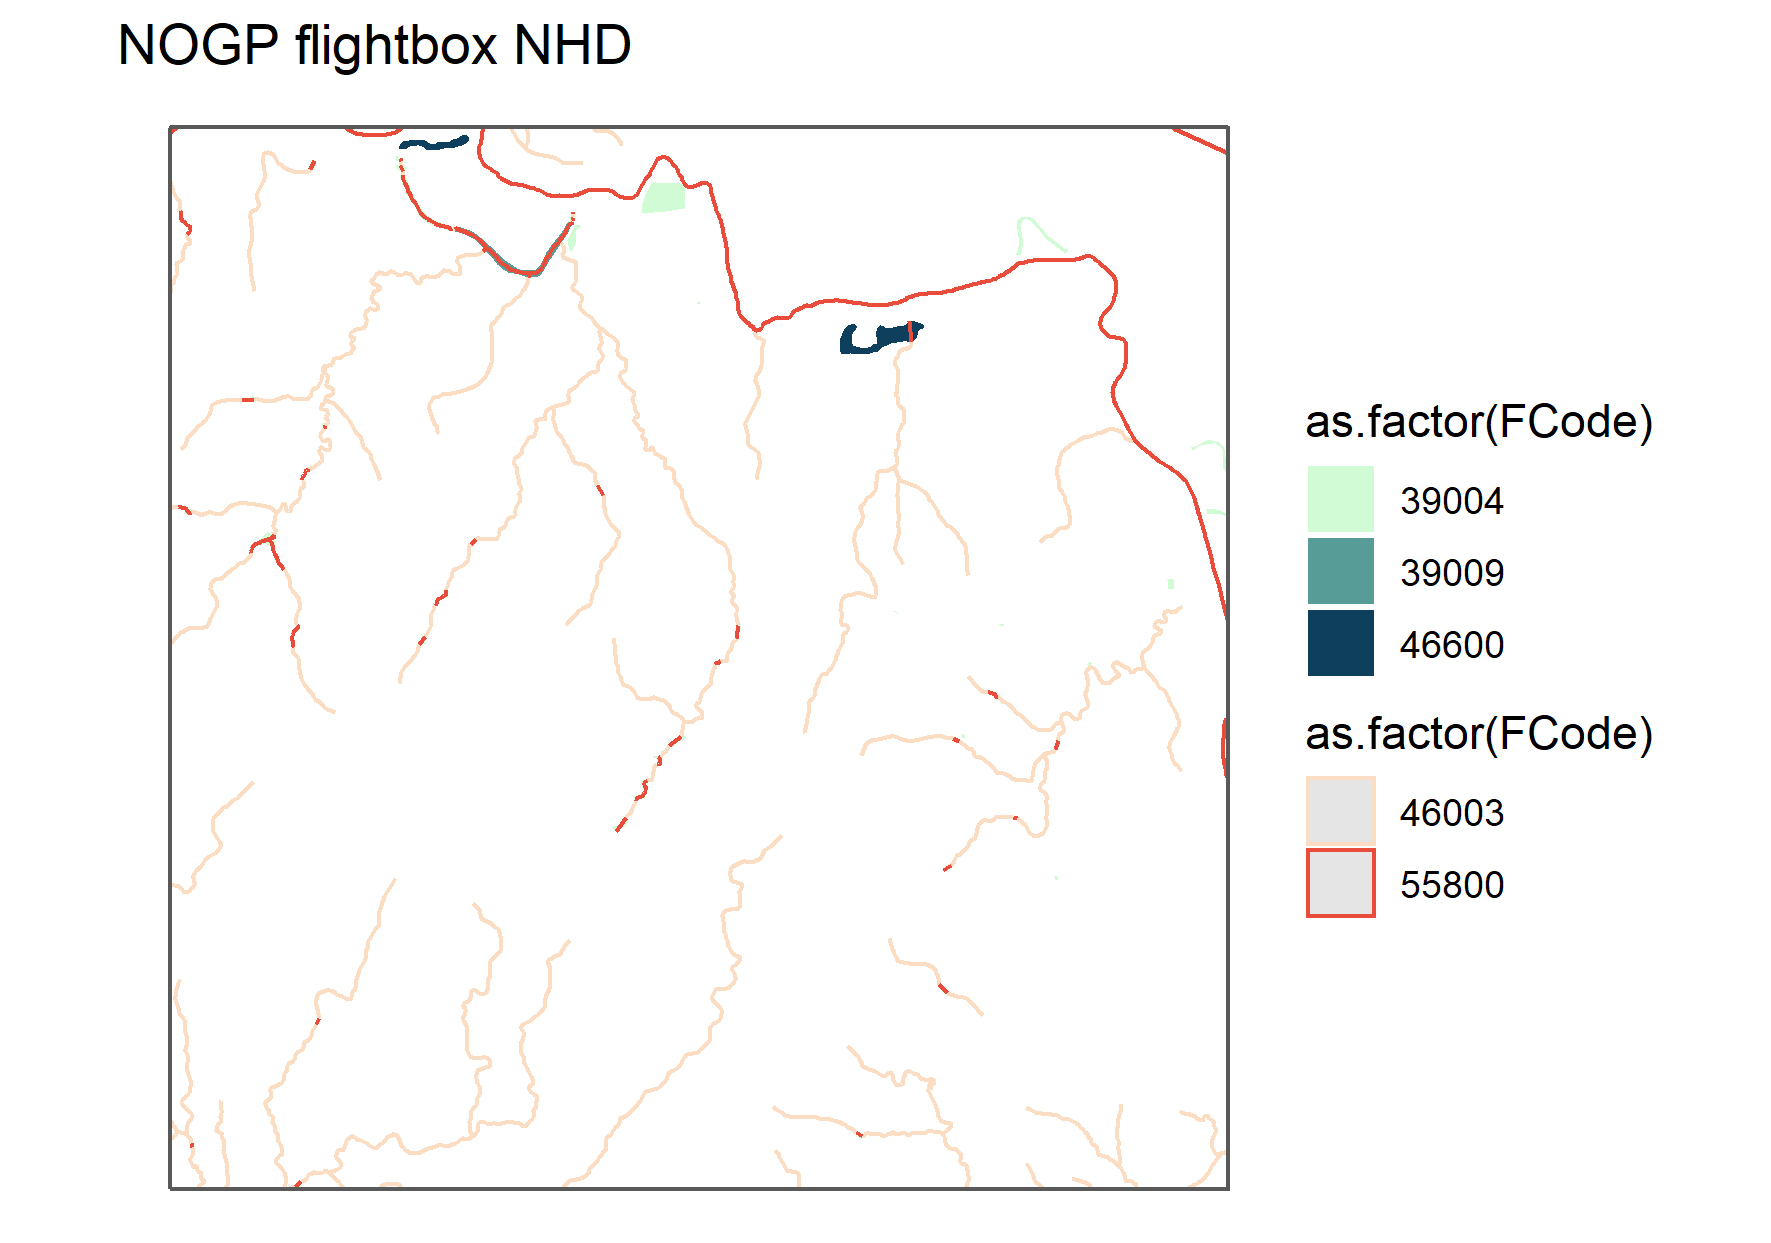 NOGP flightbox NHD
as.factor(FCode)
39004
39009
46600
as.factor(FCode)
46003
55800